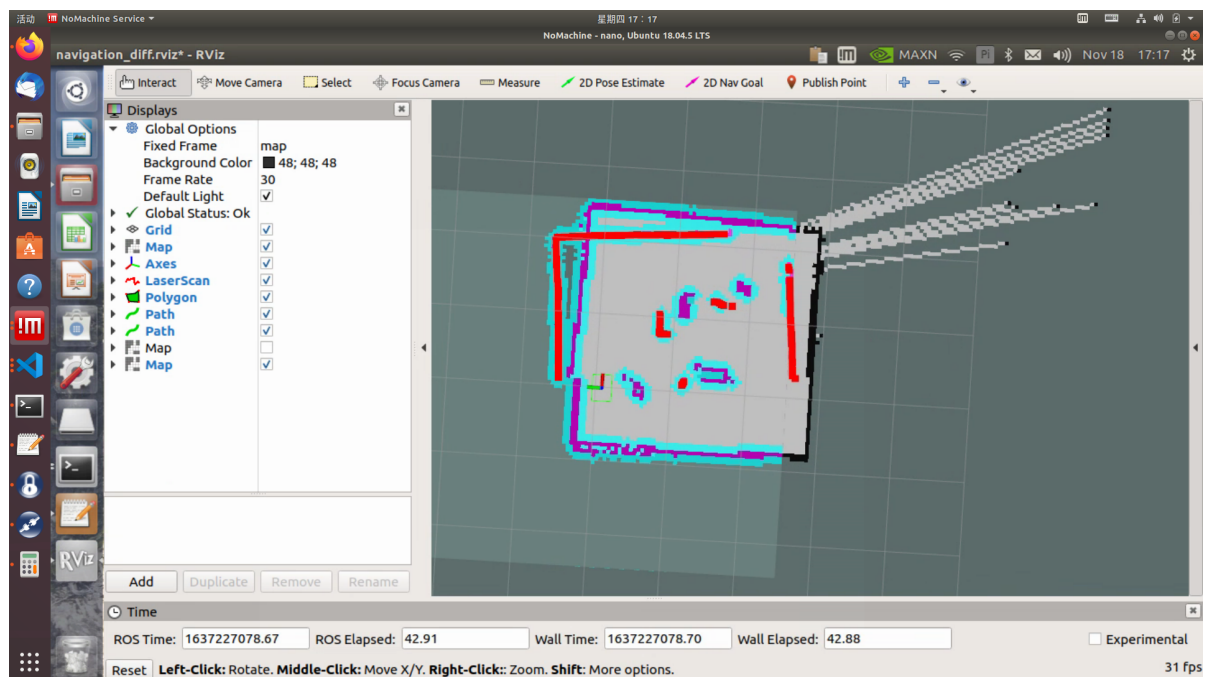 活动 NoMachine Service 星期四 17：17
NoMachine - nano, Ubuntu 18.04.5 LTS
navigation_diff.rviz* - RViz MAXN Nov 18 17:17
Interact Move Camera Select Focus Camera Measure 2D Pose Estimate 2D Nav Goal Publish Point
Displays
Global Options
Fixed Frame map
Background Color 48; 48; 48
Frame Rate 30
Default Light
Global Status: Ok
Grid
Map
Axes
LaserScan
Polygon
Path
Path
Map
Map
RViz
Add Duplicate Remove Rename
Time
ROS Time: 1637227078.67 ROS Elapsed: 42.91 Wall Time: 1637227078.70 Wall Elapsed: 42.88 Experimental
Reset Left-Click: Rotate. Middle-Click: Move X/Y. Right-Click:: Zoom. Shift: More options. 31 fps